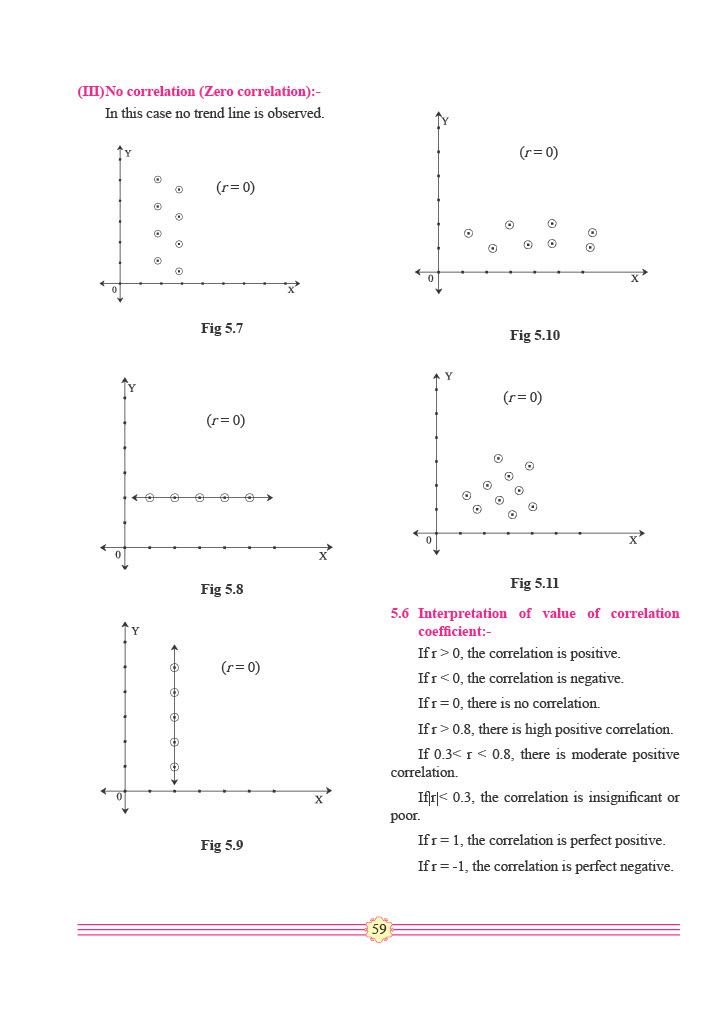 (III)No correlation (Zero correlation):-
In this case no trend line is observed.
Y
(r = 0)
0
X
Fig 5.7
Y
(r = 0)
0
X
Fig 5.8
Y
(r = 0)
0
X
Fig 5.9
Y
(r = 0)
0
X
Fig 5.10
Y
(r = 0)
0
X
Fig 5.11
5.6 Interpretation of value of correlation
coefficient:-
If r > 0, the correlation is positive.
If r < 0, the correlation is negative.
If r = 0, there is no correlation.
If r > 0.8, there is high positive correlation.
If 0.3< r < 0.8, there is moderate positive
correlation.
If|r|< 0.3, the correlation is insignificant or
poor.
If r = 1, the correlation is perfect positive.
If r = -1, the correlation is perfect negative.
59